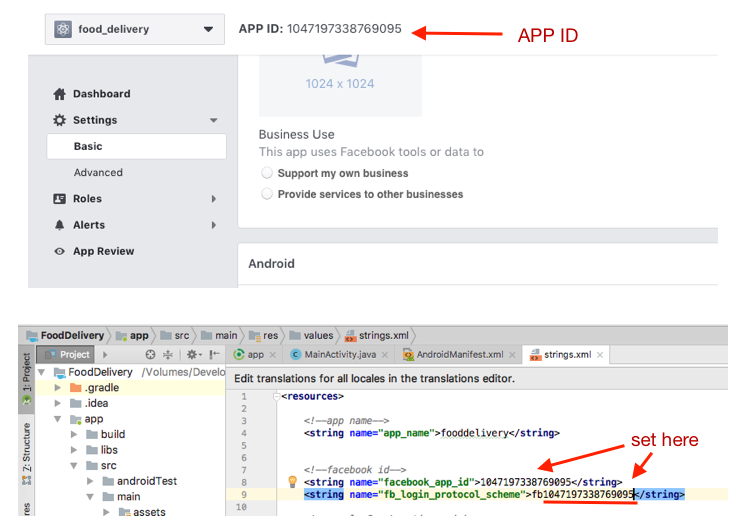 food_delivery
APP ID: 1047197338769095
APP ID
1024 x 1024
Dashboard
Settings
Basic
Advanced
Roles
Alerts
App Review
Business Use
This app uses Facebook tools or data to
Support my own business
Provide services to other businesses
Android
FoodDelivery app src main res values strings.xml
Project
app MainActivity.java AndroidManifest.xml strings.xml
1: Project
Z: Structure
FoodDelivery /Volumes/Develo
.gradle
.idea
app
build
libs
src
androidTest
main
assets
Edit translations for all locales in the translations editor.
1 <resources>
2
3 <!--app name-->
4 <string name="app_name">fooddelivery</string>
5
6
7 <!--facebook id-->
8 <string name="facebook_app_id">1047197338769095</string>
9 <string name="fb_login_protocol_scheme">fb1047197338769095</string>
10
set here